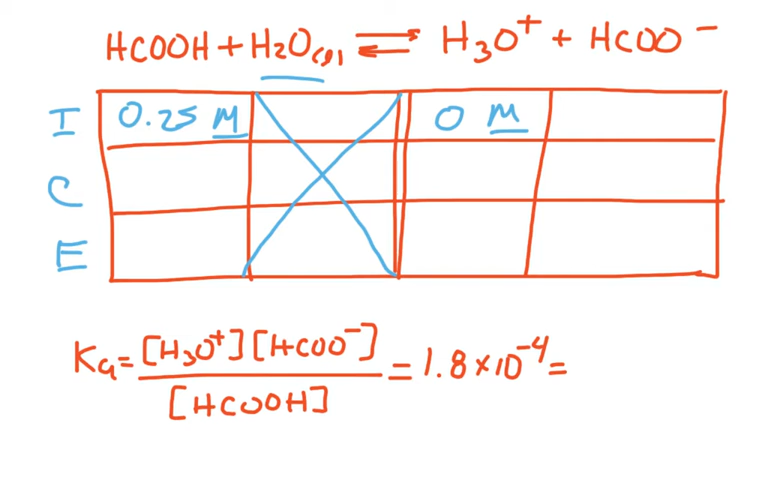 HCOOH + H₂O(l) ⇌ H₃O⁺ + HCOO⁻
I 0.25 M 0 M
C
E
Ka = [H₃O⁺][HCOO⁻] / [HCOOH] = 1.8 × 10⁻⁴ =